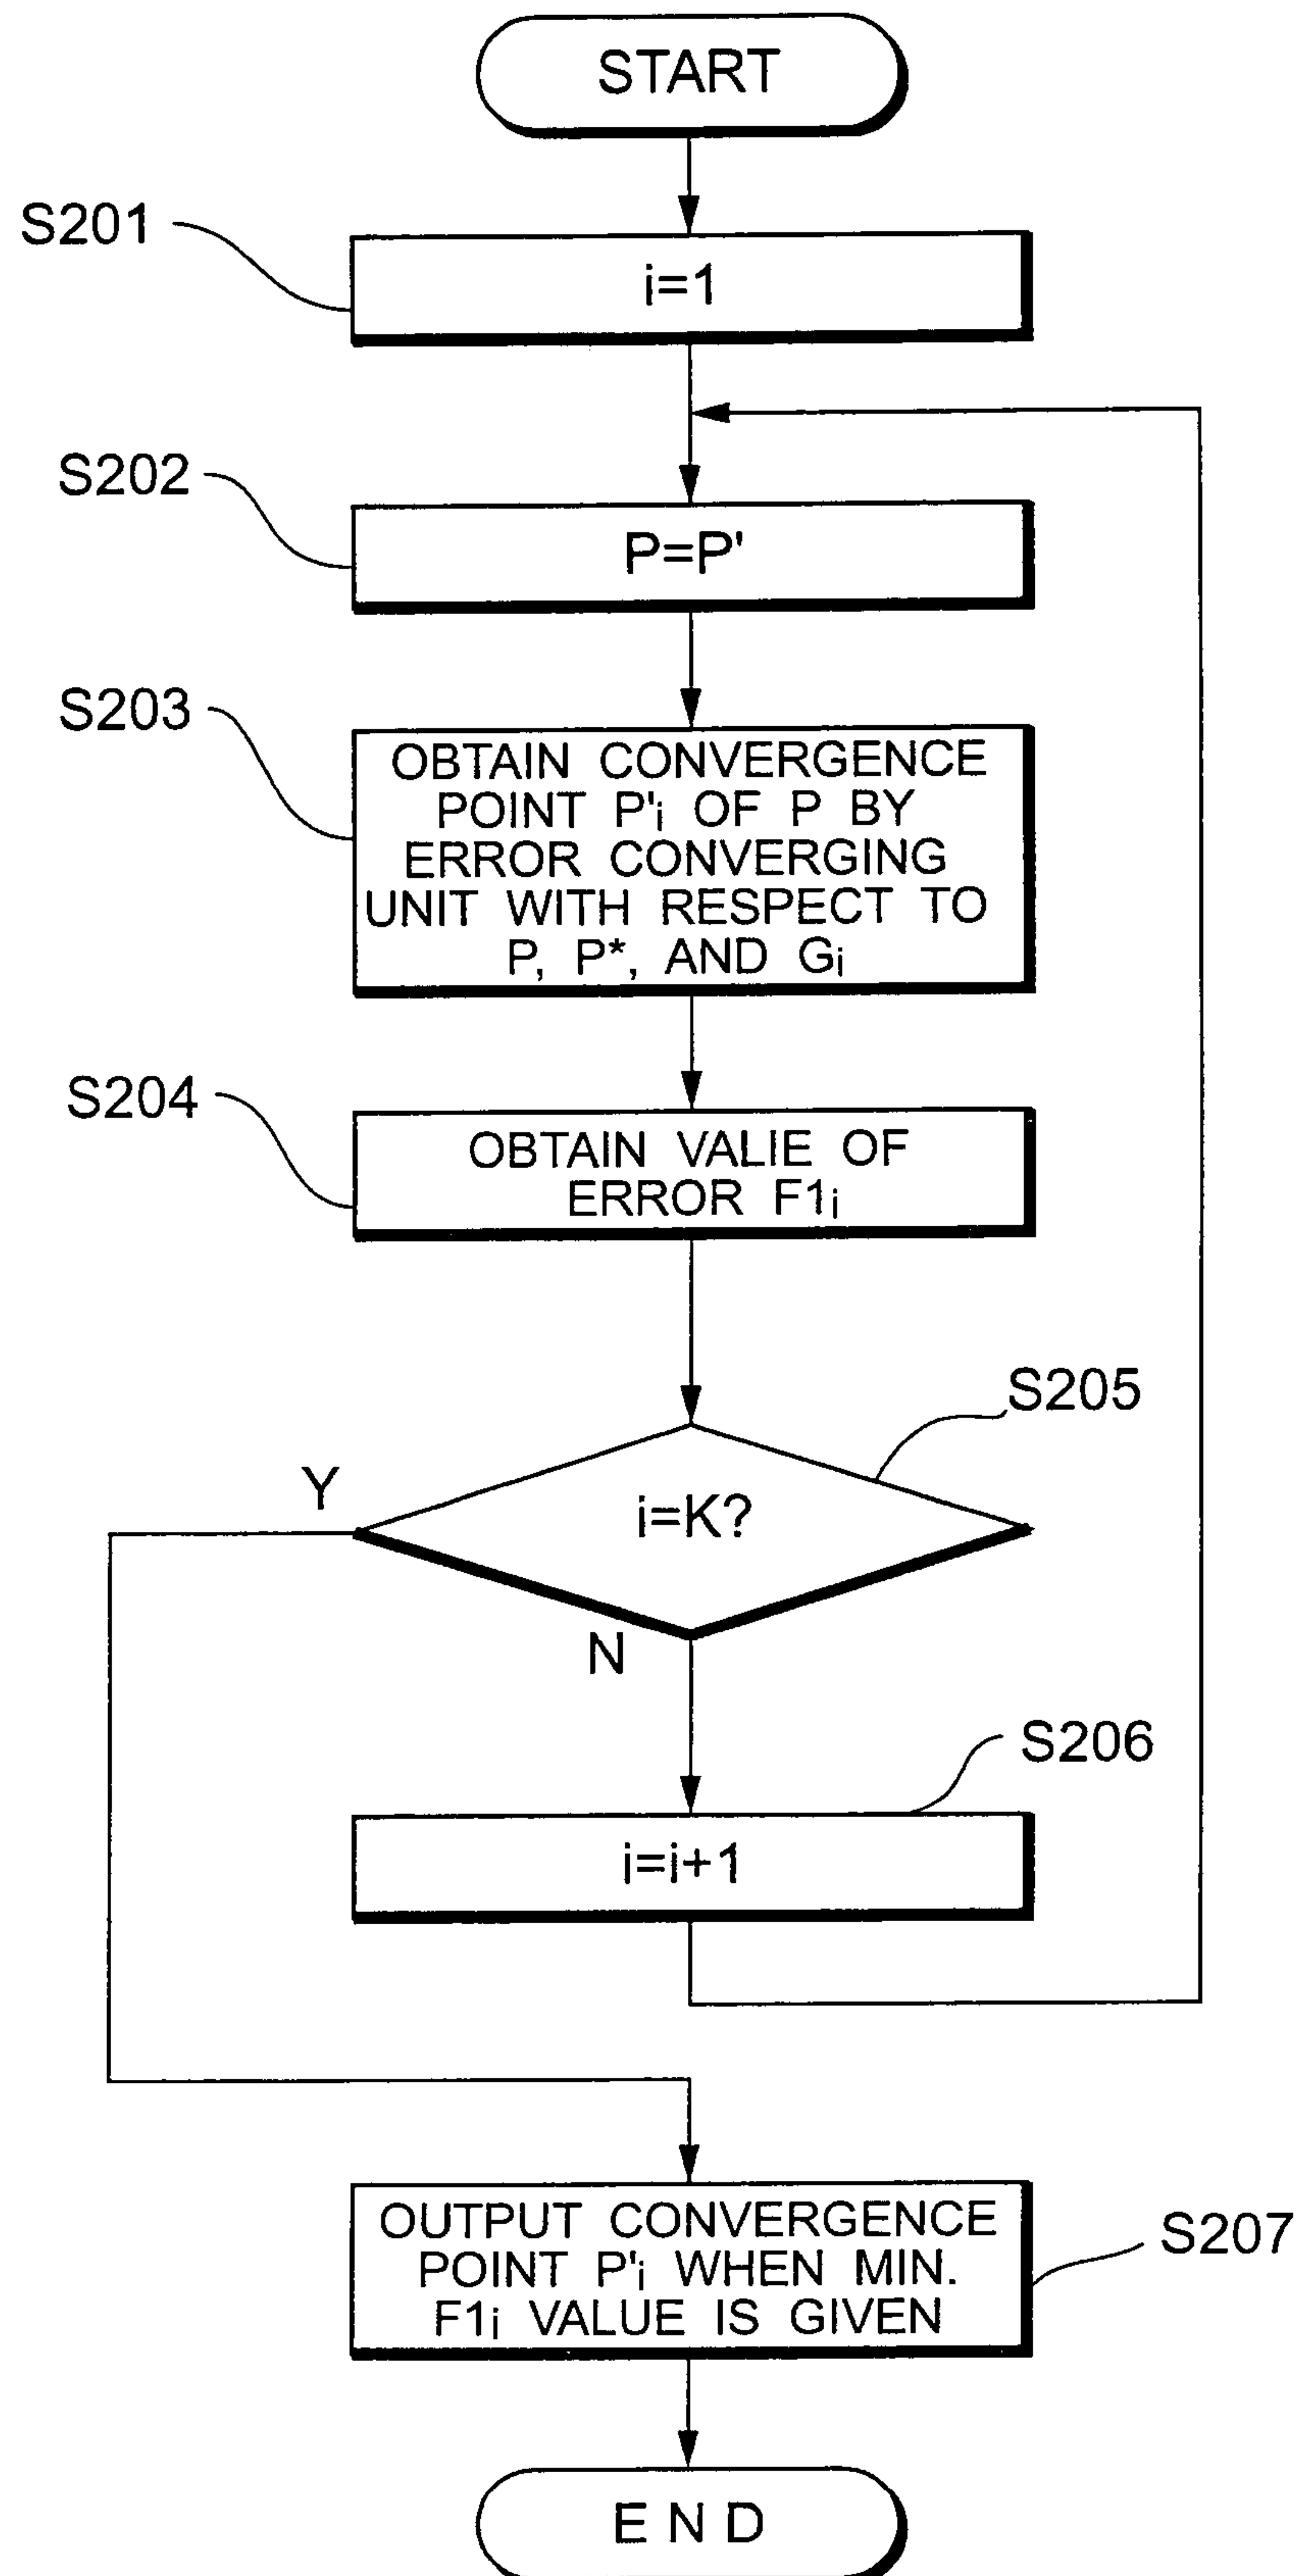 START
S201
i=1
S202
P=P'
S203
OBTAIN CONVERGENCE
POINT P'i OF P BY
ERROR CONVERGING
UNIT WITH RESPECT TO
P, P*, AND Gi
S204
OBTAIN VALIE OF
ERROR F1i
S205
Y
i=K?
N
S206
i=i+1
OUTPUT CONVERGENCE
POINT P'i WHEN MIN.
F1i VALUE IS GIVEN
S207
E N D